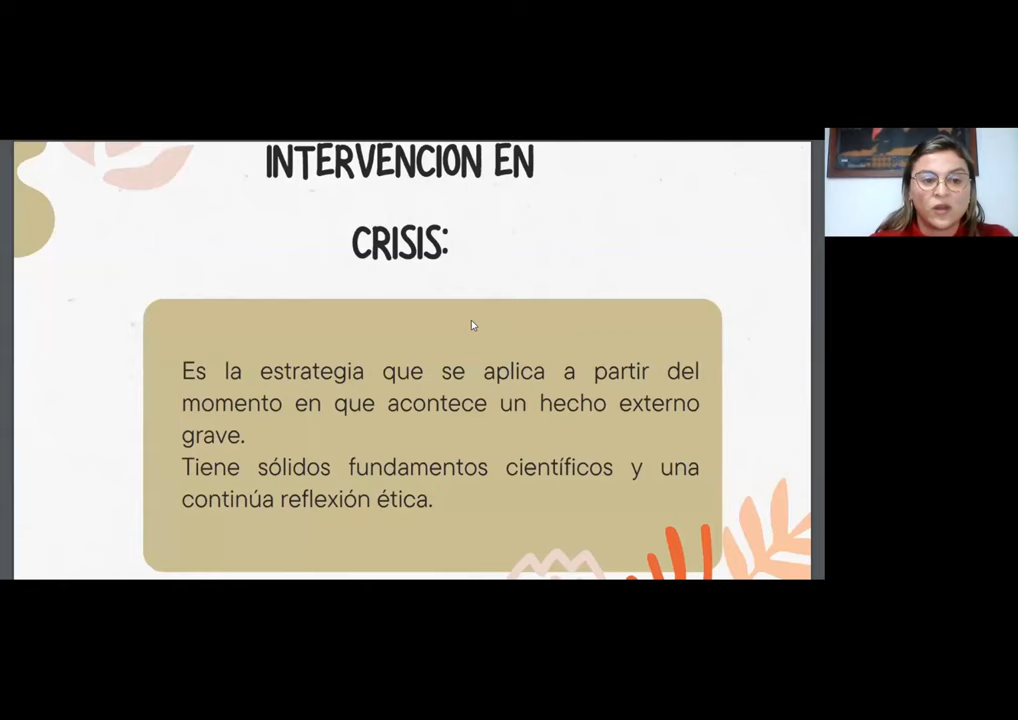 INTERVENCION EN
CRISIS:
Es la estrategia que se aplica a partir del
momento en que acontece un hecho externo
grave.
Tiene sólidos fundamentos científicos y una
continúa reflexión ética.